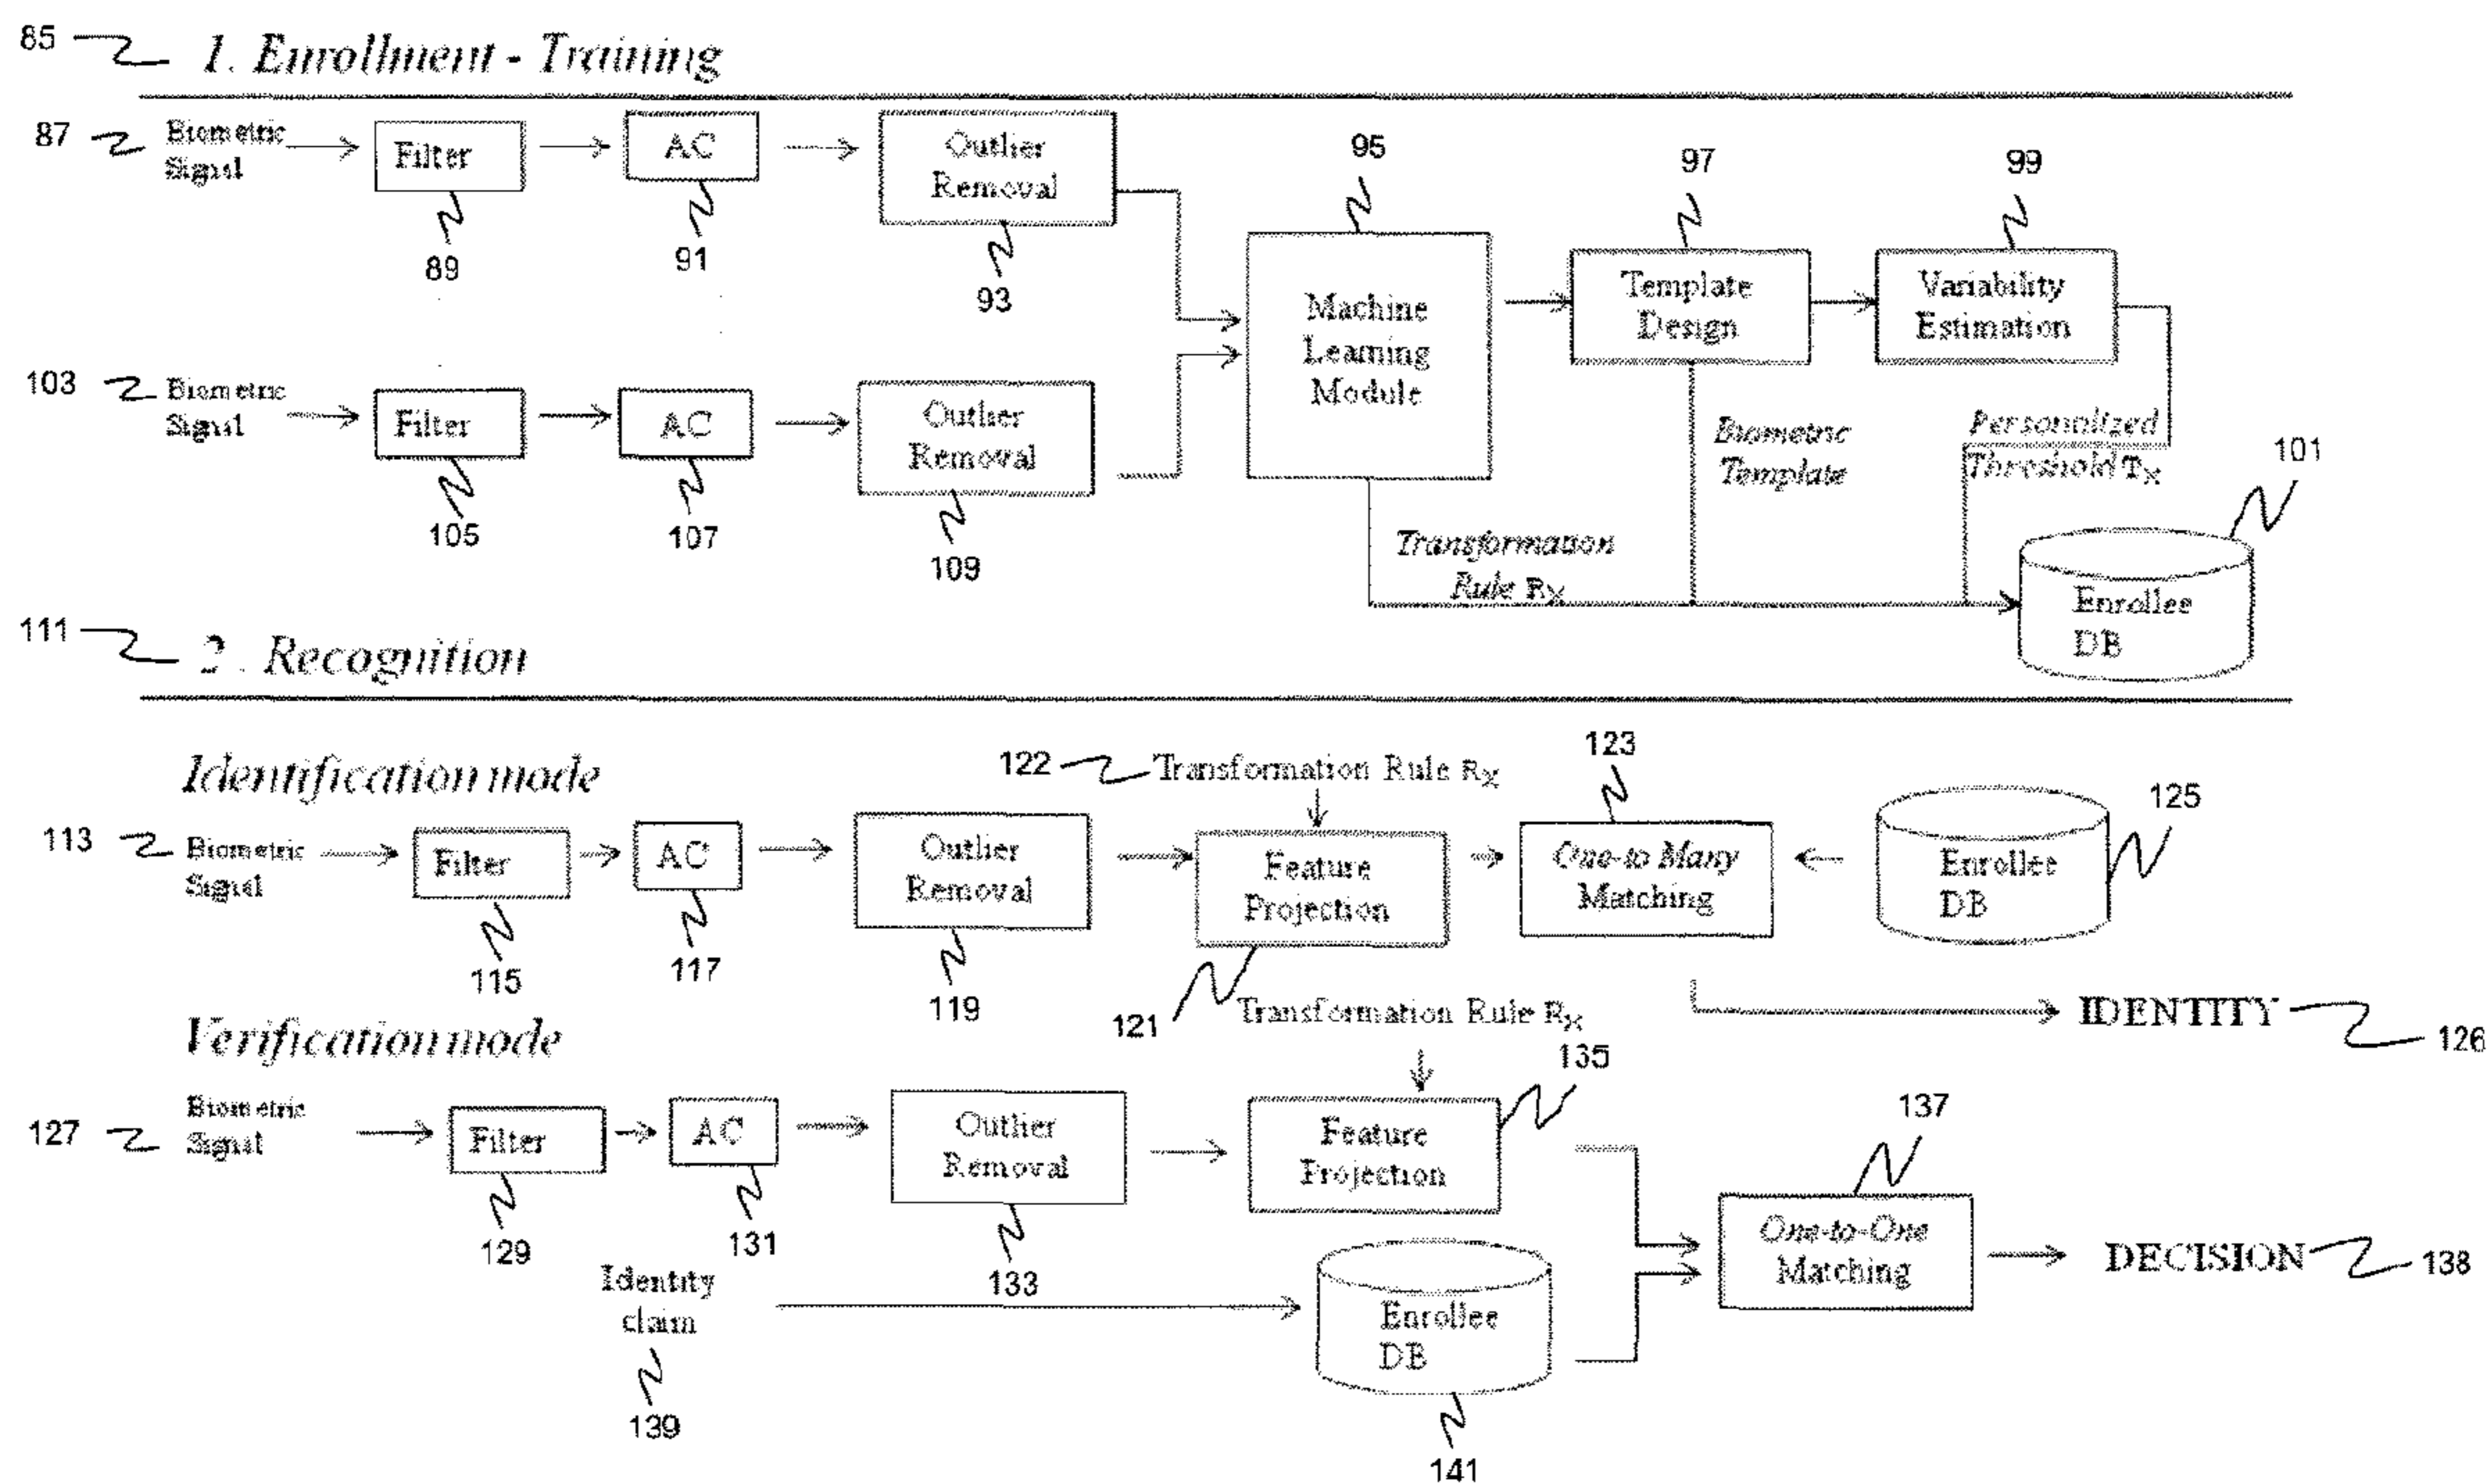 85 1. Enrollment - Training
87 Biometric
Signal
Filter
AC
Outlier
Removal
89
91
93
95
97
99
Machine
Learning
Module
Template
Design
Variability
Estimation
103 Biometric
Signal
Filter
AC
Outlier
Removal
105
107
109
Biometric
Template
Personalized
Threshold Tx
101
Transformation
Rule Rx
Enrollee
DB
111 2. Recognition
Identification mode
122 Transformation Rule Rx
123
125
113 Biometric
Signal
Filter
AC
Outlier
Removal
Feature
Projection
One-to Many
Matching
Enrollee
DB
115
117
119
121
IDENTITY
126
Verification mode
Transformation Rule Rx
135
127 Biometric
Signal
Filter
AC
Outlier
Removal
Feature
Projection
137
129
131
133
One-to-One
Matching
DECISION
138
Identity
claim
139
Enrollee
DB
141